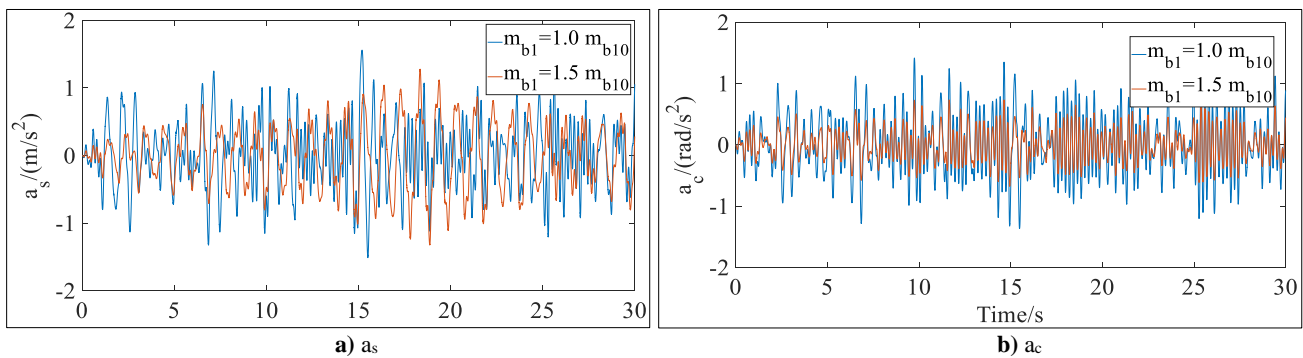 2
1
0
-1
-2
a_s/(m/s^2)
m_b1=1.0 m_b10
m_b1=1.5 m_b10
0 5 10 15 20 25 30
a) a_s
2
1
0
-1
-2
a_c/(rad/s^2)
m_b1=1.0 m_b10
m_b1=1.5 m_b10
0 5 10 15 20 25 30
Time/s
b) a_c